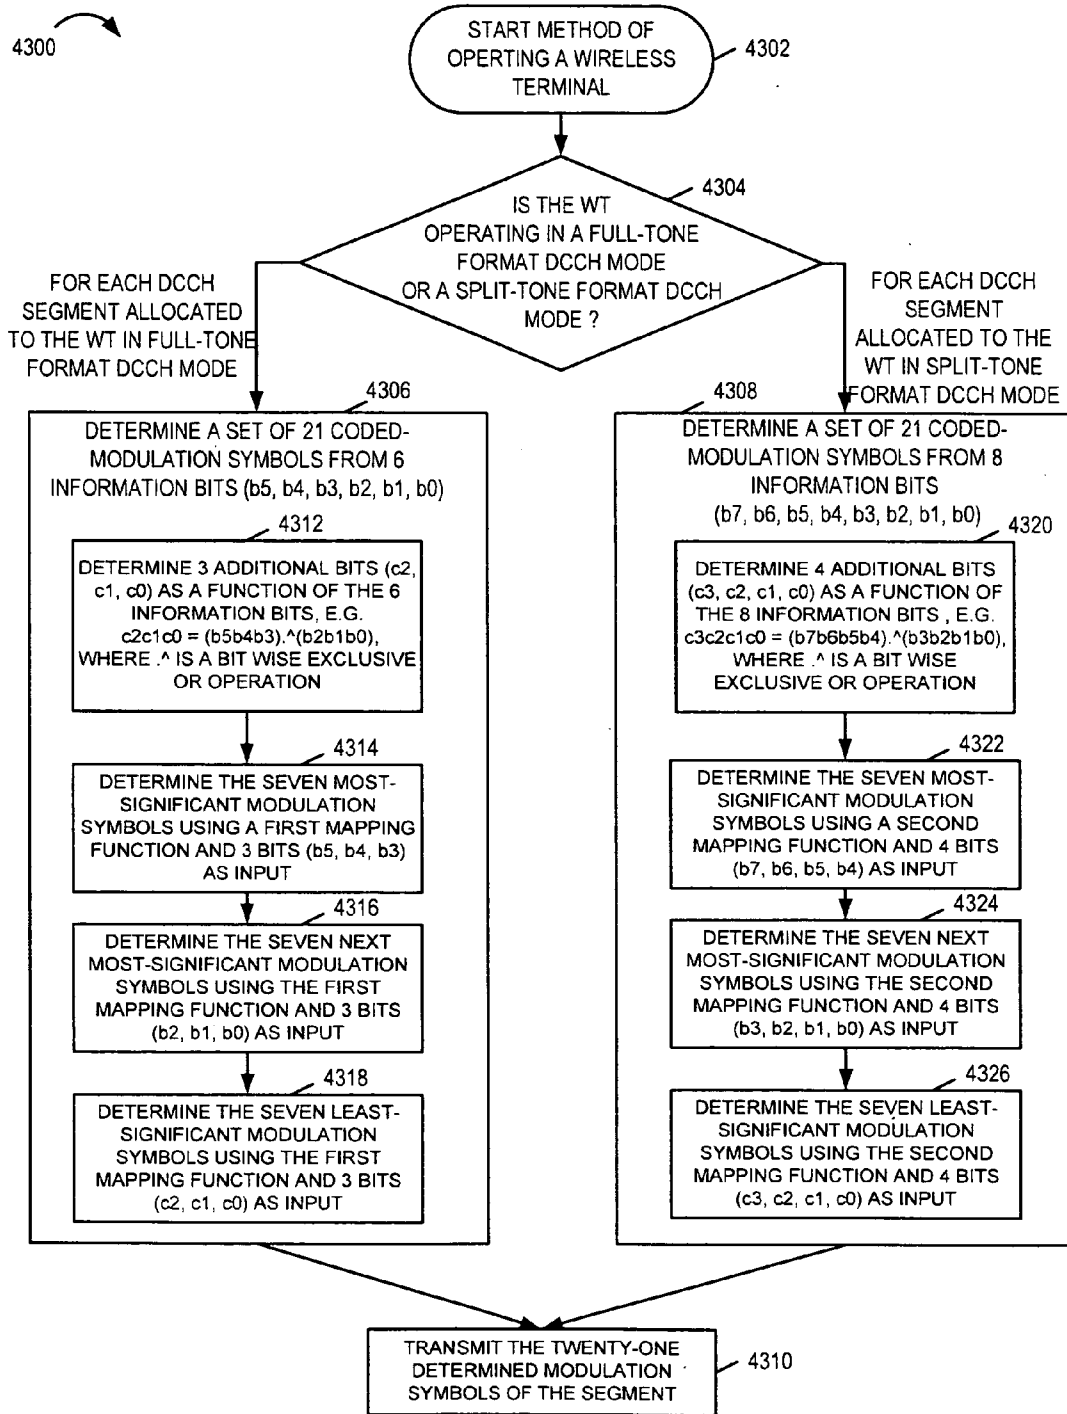 4300
START METHOD OF
OPERTING A WIRELESS
TERMINAL
4302
4304
IS THE WT
OPERATING IN A FULL-TONE
FORMAT DCCH MODE
OR A SPLIT-TONE FORMAT DCCH
MODE ?
FOR EACH DCCH
SEGMENT ALLOCATED
TO THE WT IN FULL-TONE
FORMAT DCCH MODE
FOR EACH DCCH
SEGMENT
ALLOCATED TO THE
WT IN SPLIT-TONE
FORMAT DCCH MODE
4306
DETERMINE A SET OF 21 CODED-
MODULATION SYMBOLS FROM 6
INFORMATION BITS (b5, b4, b3, b2, b1, b0)
4312
DETERMINE 3 ADDITIONAL BITS (c2,
c1, c0) AS A FUNCTION OF THE 6
INFORMATION BITS, E.G.
c2c1c0 = (b5b4b3).^(b2b1b0),
WHERE .^ IS A BIT WISE EXCLUSIVE
OR OPERATION
4314
DETERMINE THE SEVEN MOST-
SIGNIFICANT MODULATION
SYMBOLS USING A FIRST MAPPING
FUNCTION AND 3 BITS (b5, b4, b3)
AS INPUT
4316
DETERMINE THE SEVEN NEXT
MOST-SIGNIFICANT MODULATION
SYMBOLS USING THE FIRST
MAPPING FUNCTION AND 3 BITS
(b2, b1, b0) AS INPUT
4318
DETERMINE THE SEVEN LEAST-
SIGNIFICANT MODULATION
SYMBOLS USING THE FIRST
MAPPING FUNCTION AND 3 BITS
(c2, c1, c0) AS INPUT
4308
DETERMINE A SET OF 21 CODED-
MODULATION SYMBOLS FROM 8
INFORMATION BITS
(b7, b6, b5, b4, b3, b2, b1, b0)
4320
DETERMINE 4 ADDITIONAL BITS
(c3, c2, c1, c0) AS A FUNCTION OF
THE 8 INFORMATION BITS , E.G.
c3c2c1c0 = (b7b6b5b4).^(b3b2b1b0),
WHERE .^ IS A BIT WISE
EXCLUSIVE OR OPERATION
4322
DETERMINE THE SEVEN MOST-
SIGNIFICANT MODULATION
SYMBOLS USING A SECOND
MAPPING FUNCTION AND 4 BITS
(b7, b6, b5, b4) AS INPUT
4324
DETERMINE THE SEVEN NEXT
MOST-SIGNIFICANT MODULATION
SYMBOLS USING THE SECOND
MAPPING FUNCTION AND 4 BITS
(b3, b2, b1, b0) AS INPUT
4326
DETERMINE THE SEVEN LEAST-
SIGNIFICANT MODULATION
SYMBOLS USING THE SECOND
MAPPING FUNCTION AND 4 BITS
(c3, c2, c1, c0) AS INPUT
TRANSMIT THE TWENTY-ONE
DETERMINED MODULATION
SYMBOLS OF THE SEGMENT
4310